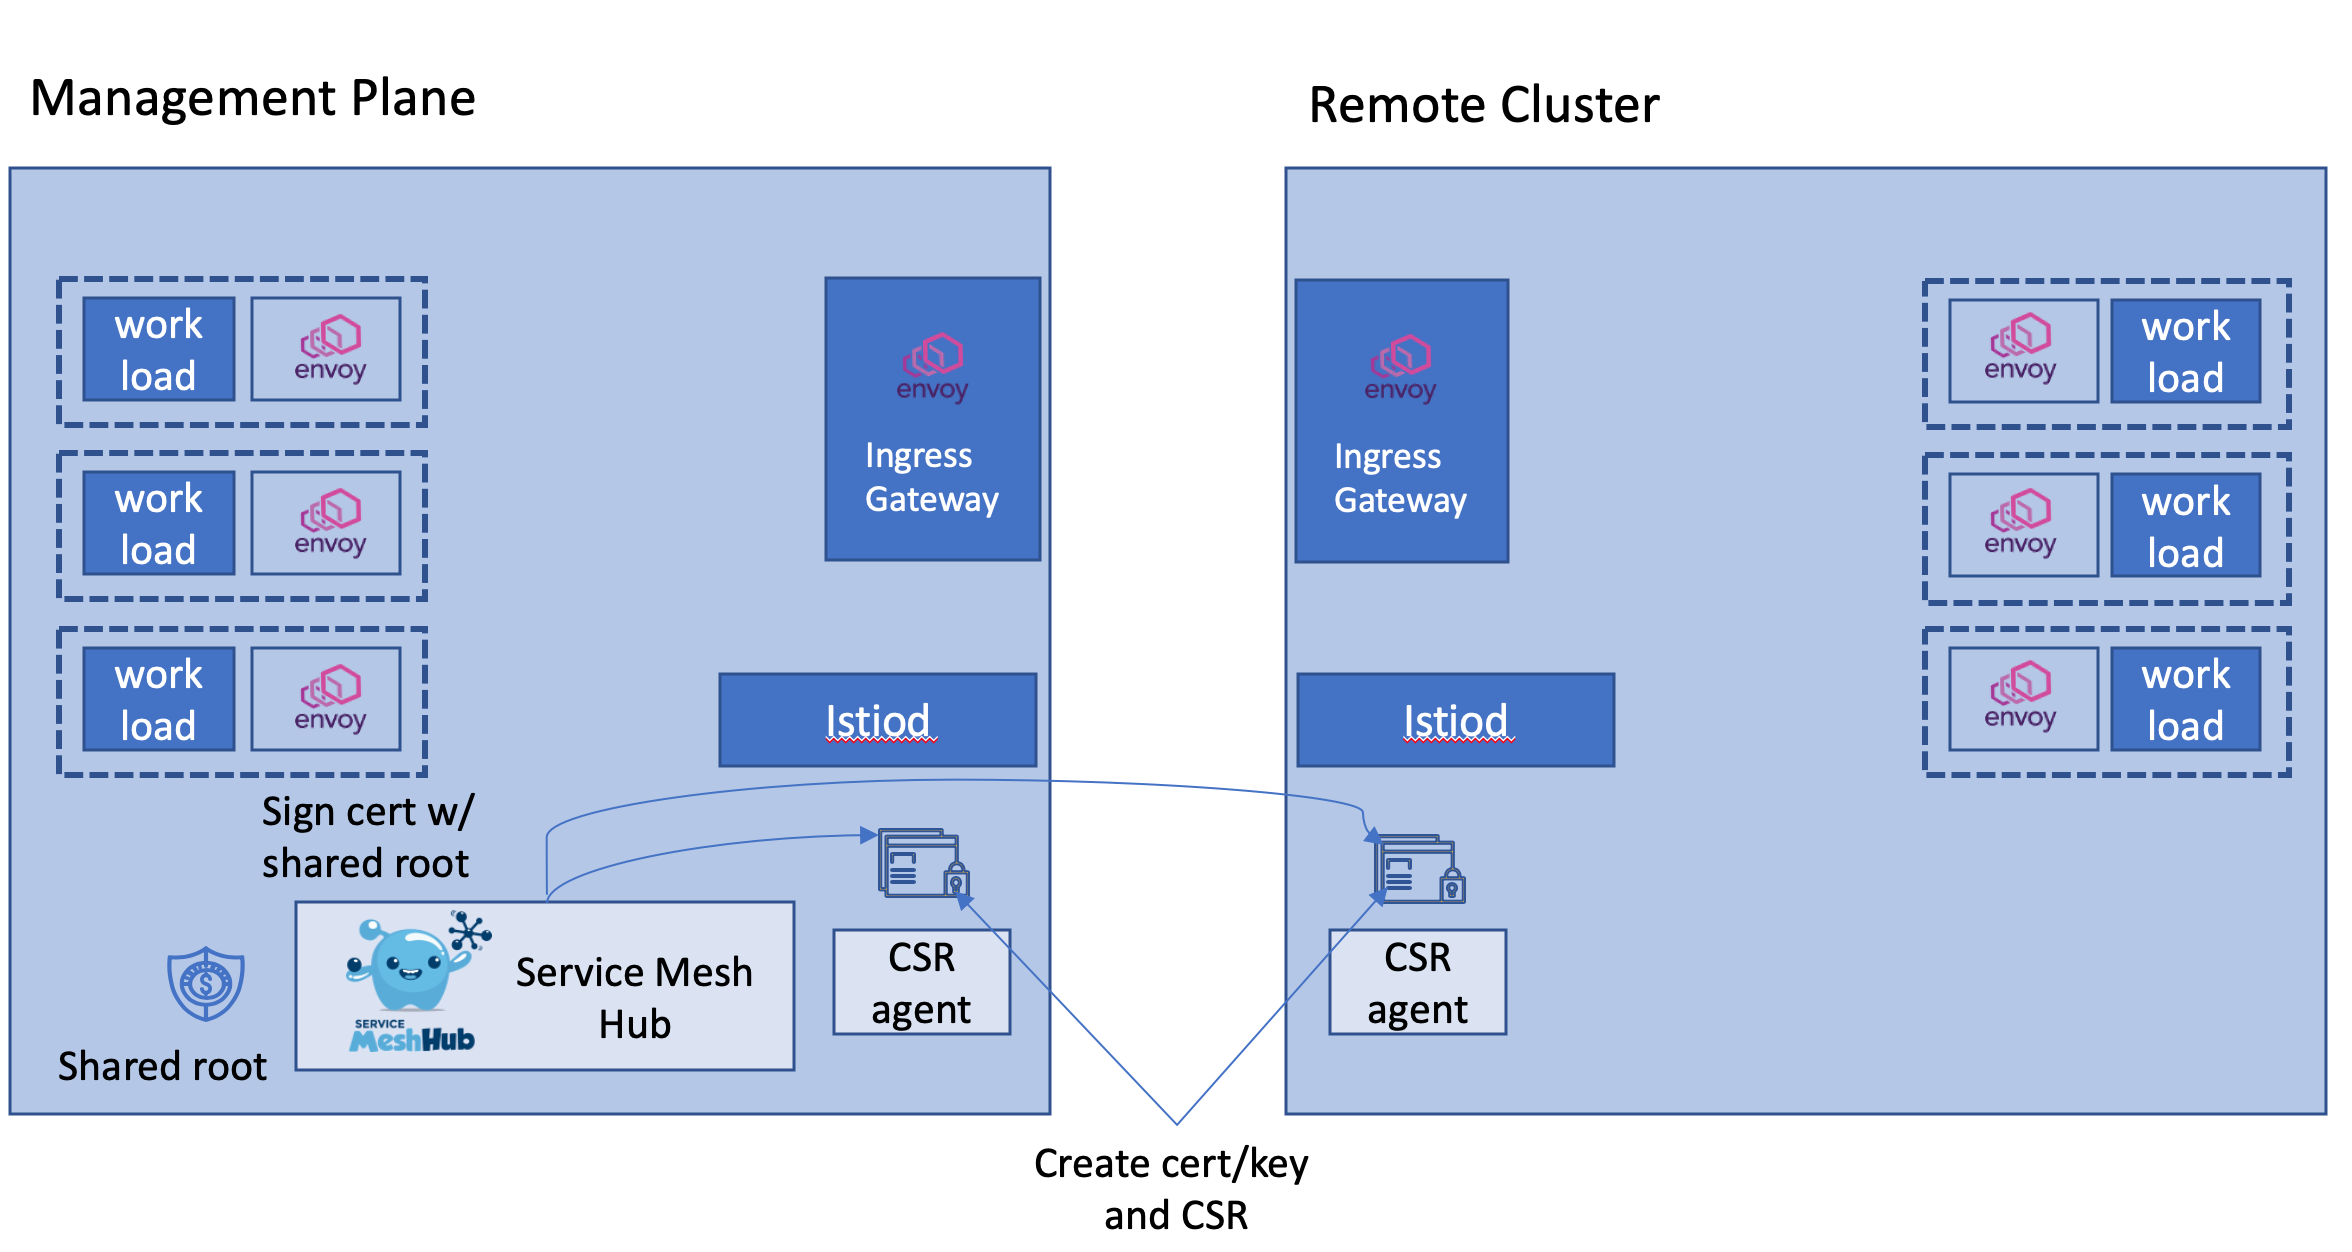 Management Plane
Remote Cluster
work
load
envoy
work
load
envoy
work
load
envoy
envoy
Ingress
Gateway
Istiod
envoy
Ingress
Gateway
Istiod
envoy
work
load
envoy
work
load
envoy
work
load
Sign cert w/
shared root
$
Shared root
SERVICE
MeshHub
Service Mesh
Hub
CSR
agent
CSR
agent
Create cert/key
and CSR